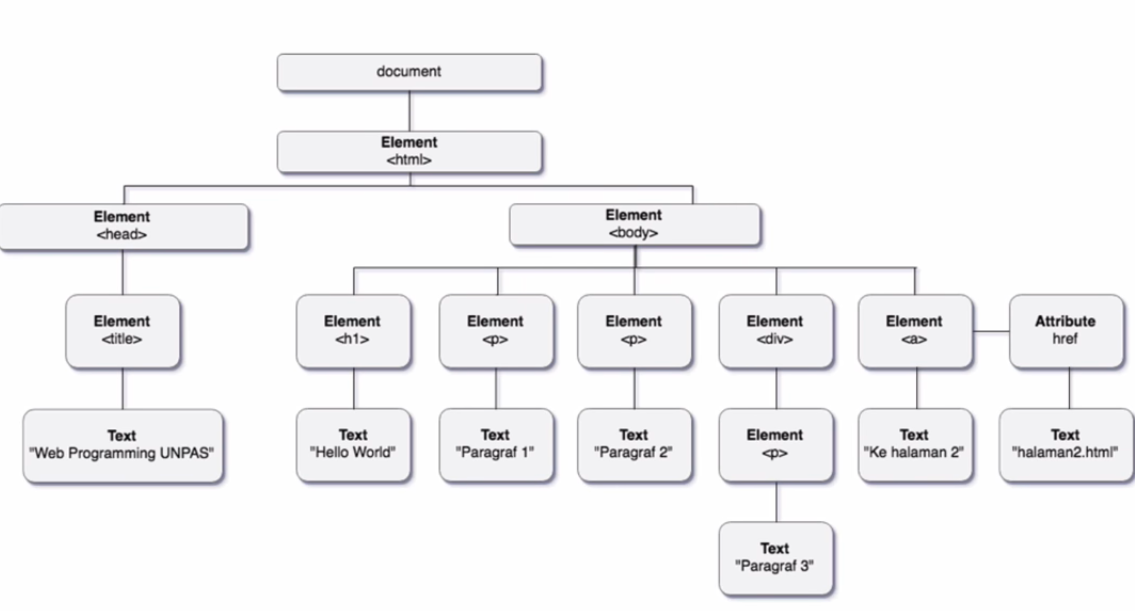 document
Element
<html>
Element
<head>
Element
<body>
Element
<title>
Element
<h1>
Element
<p>
Element
<p>
Element
<div>
Element
<a>
Attribute
href
Text
"Web Programming UNPAS"
Text
"Hello World"
Text
"Paragraf 1"
Text
"Paragraf 2"
Element
<p>
Text
"Ke halaman 2"
Text
"halaman2.html"
Text
"Paragraf 3"